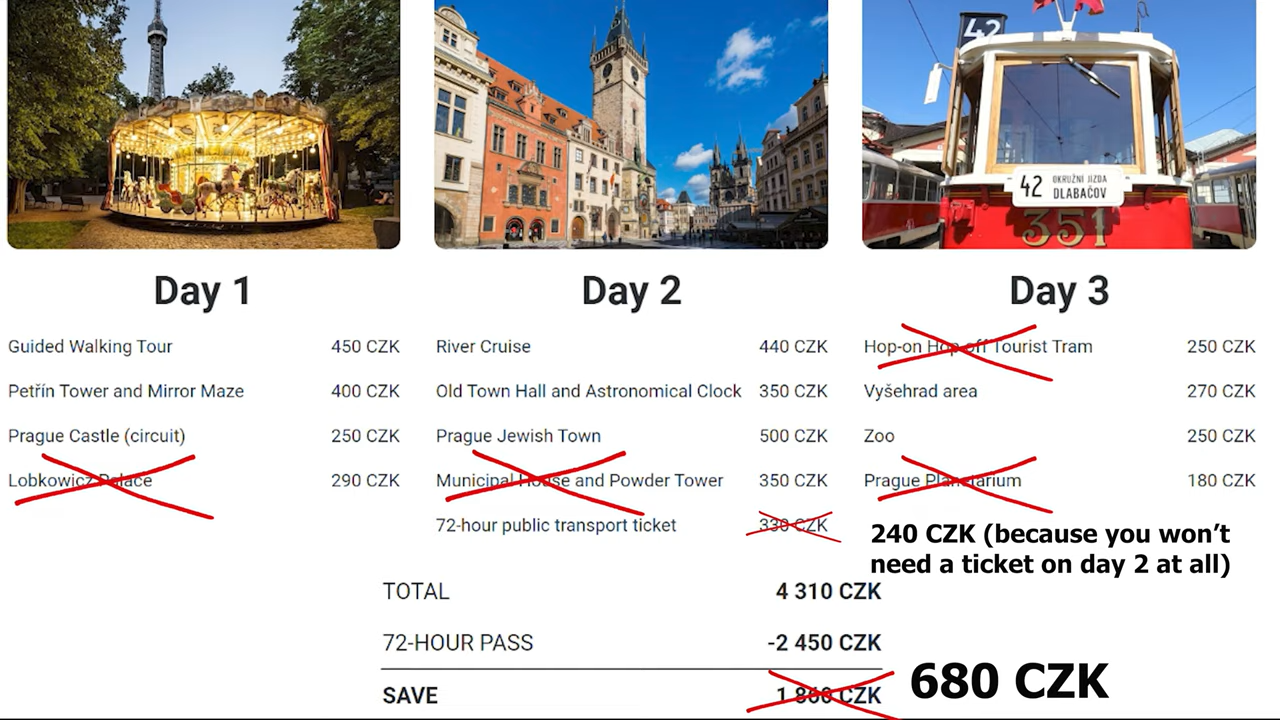 42
42 OKRUŽNÍ JÍZDA
DLABAČOV
351
Day 1
Guided Walking Tour 450 CZK
Petřín Tower and Mirror Maze 400 CZK
Prague Castle (circuit) 250 CZK
Lobkowicz Palace 290 CZK
Day 2
River Cruise 440 CZK
Old Town Hall and Astronomical Clock 350 CZK
Prague Jewish Town 500 CZK
Municipal House and Powder Tower 350 CZK
72-hour public transport ticket 330 CZK
Day 3
Hop-on Hop-off Tourist Tram 250 CZK
Vyšehrad area 270 CZK
Zoo 250 CZK
Prague Planetarium 180 CZK
240 CZK (because you won't
need a ticket on day 2 at all)
TOTAL 4 310 CZK
72-HOUR PASS -2 450 CZK
SAVE 1 860 CZK
680 CZK